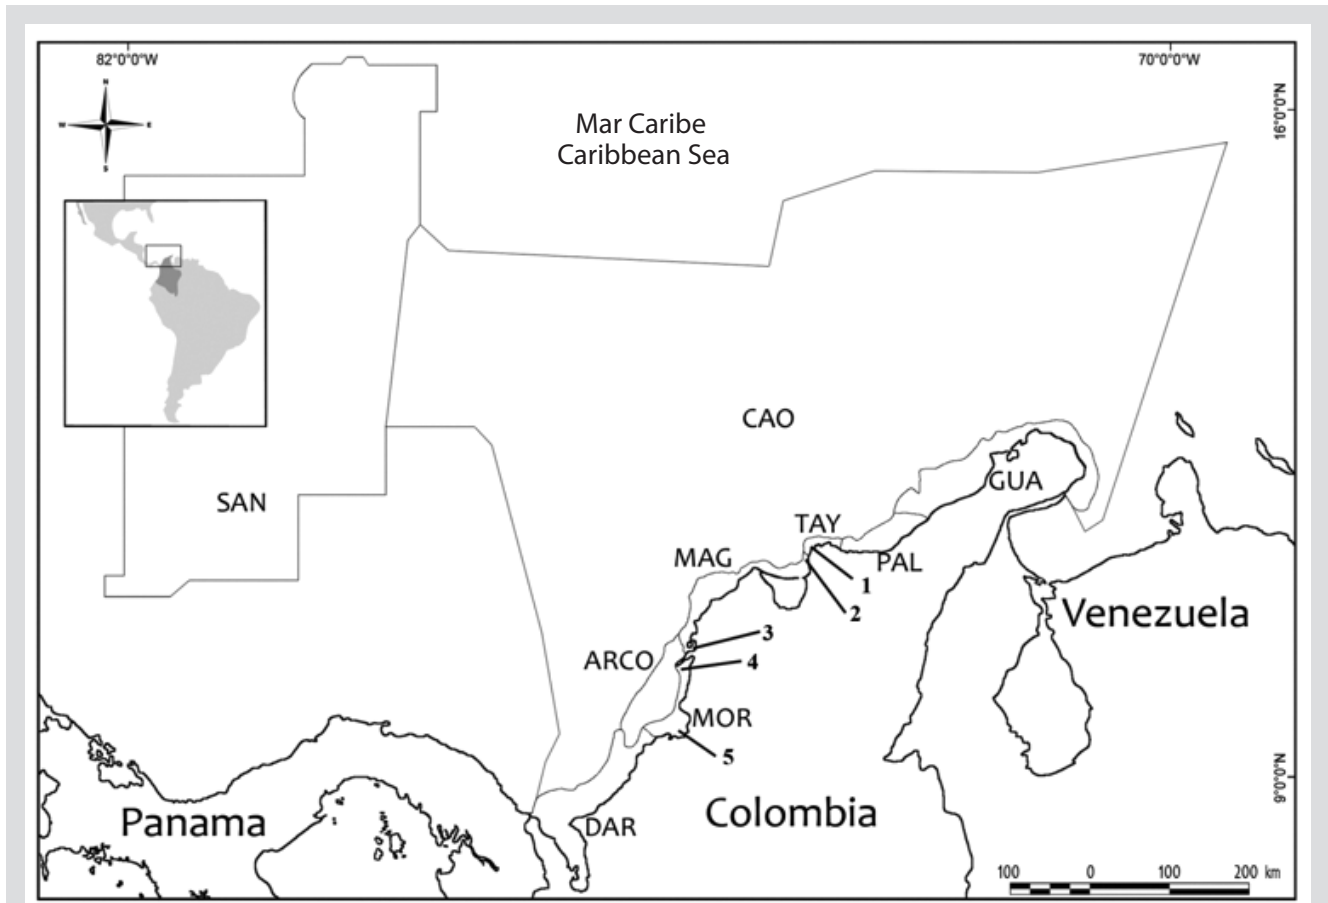 82°0'0"W
70°0'0"W
16°0'0"N
N
W
E
S
Mar Caribe
Caribbean Sea
CAO
SAN
GUA
TAY
MAG
PAL
1
2
Venezuela
3
ARCO
4
MOR
5
9°0'0"N
Panama
Colombia
DAR
100 0 100 200 km